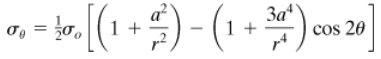 σ_θ = ½σ_o [(1 + a²/r²) − (1 + 3a⁴/r⁴) cos 2θ]